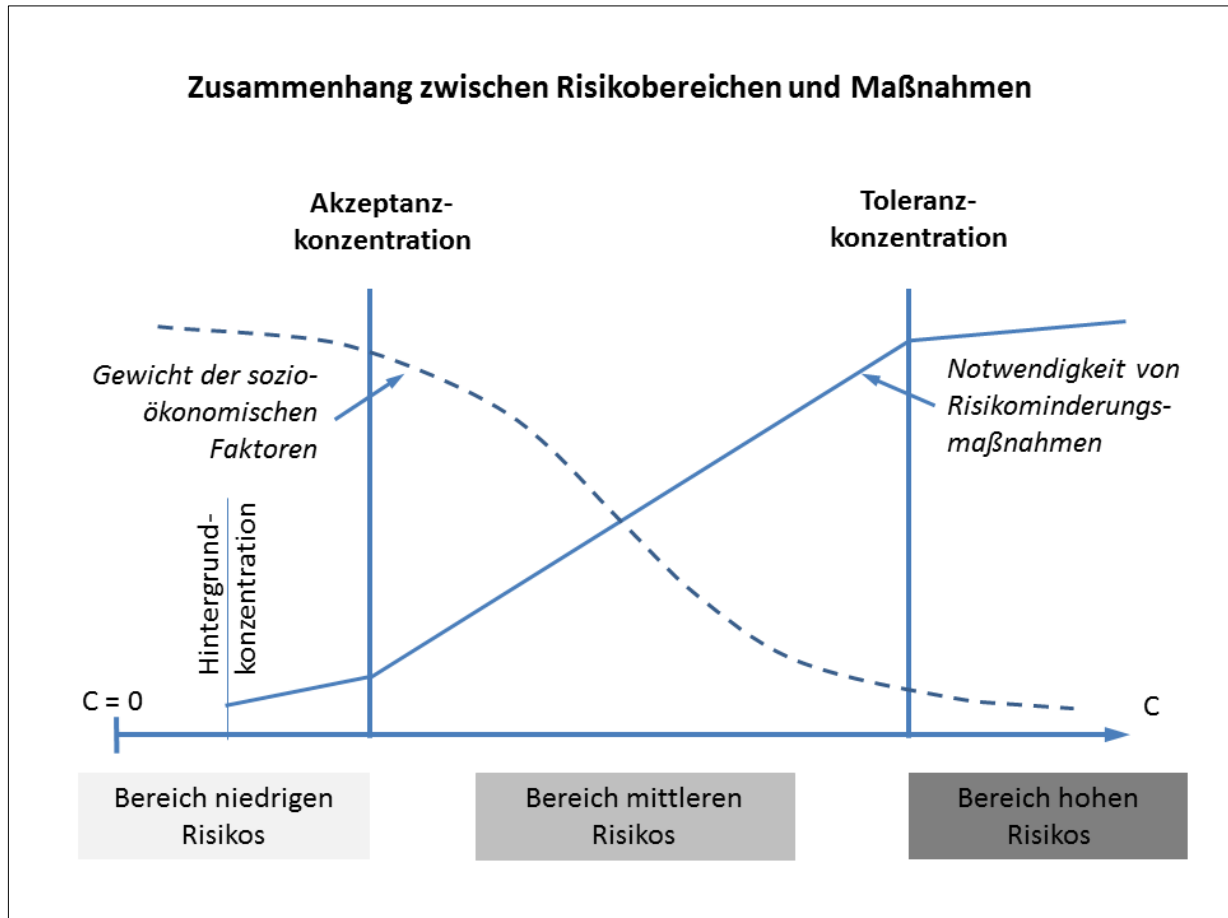 Zusammenhang zwischen Risikobereichen und Maßnahmen
Akzeptanz-
konzentration
Toleranz-
konzentration
Gewicht der sozio-
ökonomischen
Faktoren
Notwendigkeit von
Risikominderungs-
maßnahmen
Hintergrund-
konzentration
C = 0
C
Bereich niedrigen
Risikos
Bereich mittleren
Risikos
Bereich hohen
Risikos